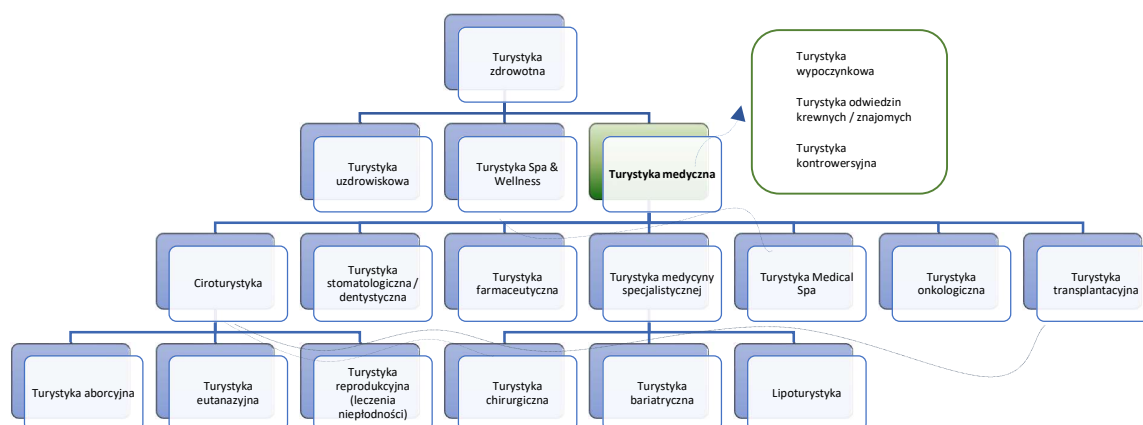 Turystyka
zdrowotna
Turystyka
wypoczynkowa
Turystyka odwiedzin
krewnych / znajomych
Turystyka
kontrowersyjna
Turystyka
uzdrowiskowa
Turystyka Spa &
Wellness
Turystyka medyczna
Ciroturystyka
Turystyka
stomatologiczna /
dentystyczna
Turystyka
farmaceutyczna
Turystyka medycyny
specjalistycznej
Turystyka Medical
Spa
Turystyka
onkologiczna
Turystyka
transplantacyjna
Turystyka aborcyjna
Turystyka
eutanazyjna
Turystyka
reprodukcyjna
(leczenia
niepłodności)
Turystyka
chirurgiczna
Turystyka
bariatryczna
Lipoturystyka